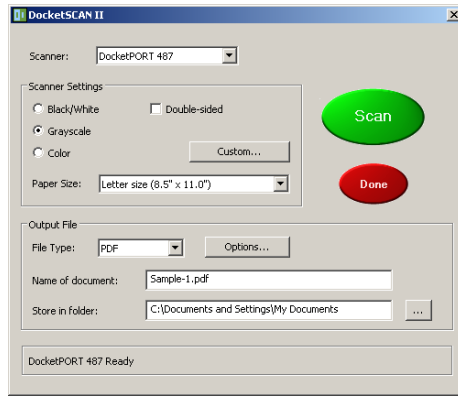 DocketSCAN II
Scanner: DocketPORT 487
Scanner Settings
Black/White Double-sided
Scan
Grayscale
Color Custom...
Paper Size: Letter size (8.5" x 11.0")
Done
Output File
File Type: PDF Options...
Name of document: Sample-1.pdf
Store in folder: C:\Documents and Settings\My Documents ...
DocketPORT 487 Ready